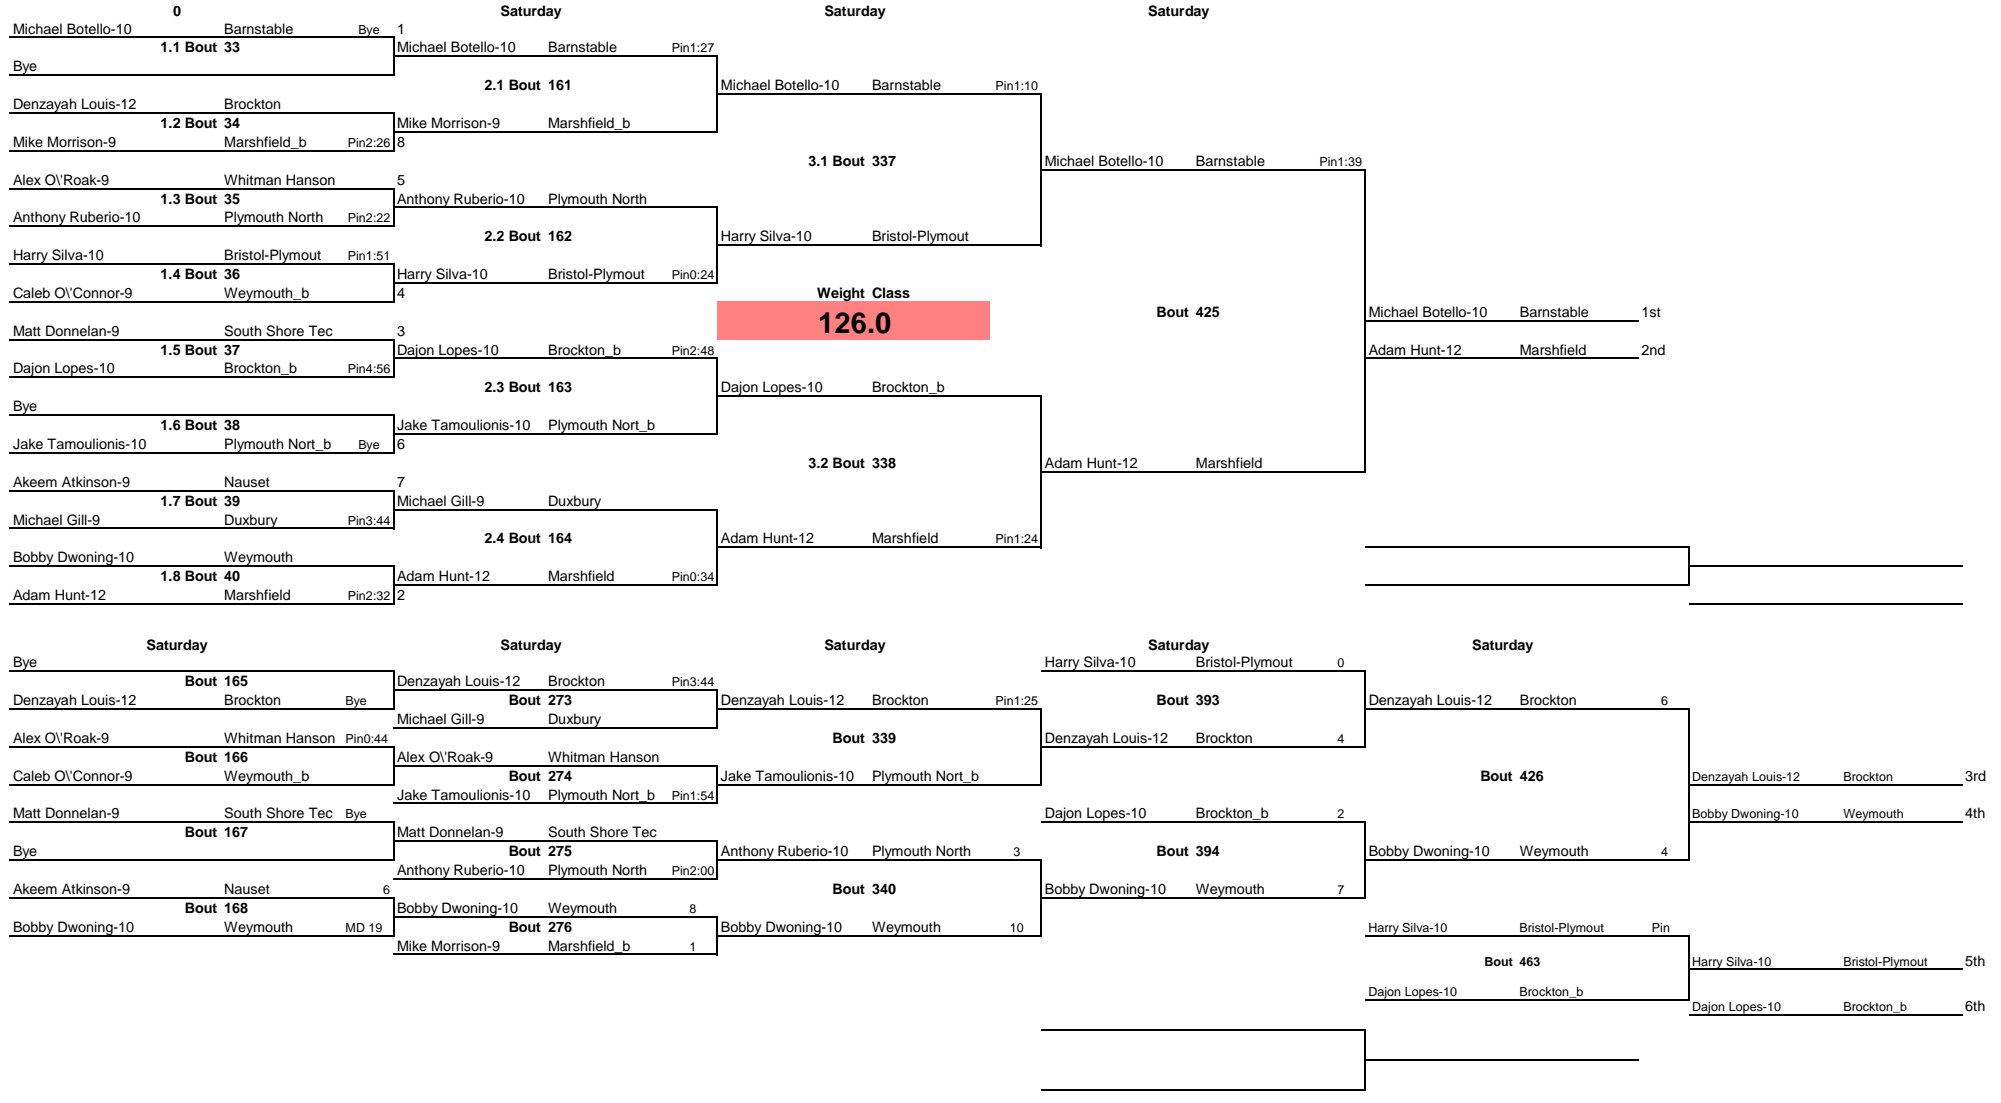 0 Saturday Saturday Saturday
Michael Botello-10 Barnstable Bye 1
1.1 Bout 33 Michael Botello-10 Barnstable Pin1:27
Bye
2.1 Bout 161 Michael Botello-10 Barnstable Pin1:10
Denzayah Louis-12 Brockton
1.2 Bout 34 Mike Morrison-9 Marshfield_b
Mike Morrison-9 Marshfield_b Pin2:26 8
3.1 Bout 337 Michael Botello-10 Barnstable Pin1:39
Alex O\'Roak-9 Whitman Hanson 5
1.3 Bout 35 Anthony Ruberio-10 Plymouth North
Anthony Ruberio-10 Plymouth North Pin2:22
2.2 Bout 162 Harry Silva-10 Bristol-Plymout
Harry Silva-10 Bristol-Plymout Pin1:51
1.4 Bout 36 Harry Silva-10 Bristol-Plymout Pin0:24
Caleb O\'Connor-9 Weymouth_b 4 Weight Class
126.0 Bout 425 Michael Botello-10 Barnstable 1st
Matt Donnelan-9 South Shore Tec 3
1.5 Bout 37 Dajon Lopes-10 Brockton_b Pin2:48 Adam Hunt-12 Marshfield 2nd
Dajon Lopes-10 Brockton_b Pin4:56
2.3 Bout 163 Dajon Lopes-10 Brockton_b
Bye
1.6 Bout 38 Jake Tamoulionis-10 Plymouth Nort_b
Jake Tamoulionis-10 Plymouth Nort_b Bye 6
3.2 Bout 338 Adam Hunt-12 Marshfield
Akeem Atkinson-9 Nauset 7
1.7 Bout 39 Michael Gill-9 Duxbury
Michael Gill-9 Duxbury Pin3:44
2.4 Bout 164 Adam Hunt-12 Marshfield Pin1:24
Bobby Dwoning-10 Weymouth
1.8 Bout 40 Adam Hunt-12 Marshfield Pin0:34
Adam Hunt-12 Marshfield Pin2:32 2
Saturday Saturday Saturday Saturday Saturday
Bye Harry Silva-10 Bristol-Plymout 0
Bout 165 Denzayah Louis-12 Brockton Pin3:44
Denzayah Louis-12 Brockton Bye Bout 273 Denzayah Louis-12 Brockton Pin1:25 Bout 393 Denzayah Louis-12 Brockton 6
Michael Gill-9 Duxbury
Alex O\'Roak-9 Whitman Hanson Pin0:44 Bout 339 Denzayah Louis-12 Brockton 4
Bout 166 Alex O\'Roak-9 Whitman Hanson
Caleb O\'Connor-9 Weymouth_b Bout 274 Jake Tamoulionis-10 Plymouth Nort_b Bout 426 Denzayah Louis-12 Brockton 3rd
Jake Tamoulionis-10 Plymouth Nort_b Pin1:54
Matt Donnelan-9 South Shore Tec Bye Dajon Lopes-10 Brockton_b 2 Bobby Dwoning-10 Weymouth 4th
Bout 167 Matt Donnelan-9 South Shore Tec
Bye Bout 275 Anthony Ruberio-10 Plymouth North 3 Bout 394 Bobby Dwoning-10 Weymouth 4
Anthony Ruberio-10 Plymouth North Pin2:00
Akeem Atkinson-9 Nauset 6 Bout 340 Bobby Dwoning-10 Weymouth 7
Bout 168 Bobby Dwoning-10 Weymouth 8
Bobby Dwoning-10 Weymouth MD 19 Bout 276 Bobby Dwoning-10 Weymouth 10 Harry Silva-10 Bristol-Plymout Pin
Mike Morrison-9 Marshfield_b 1
Bout 463 Harry Silva-10 Bristol-Plymout 5th
Dajon Lopes-10 Brockton_b
Dajon Lopes-10 Brockton_b 6th